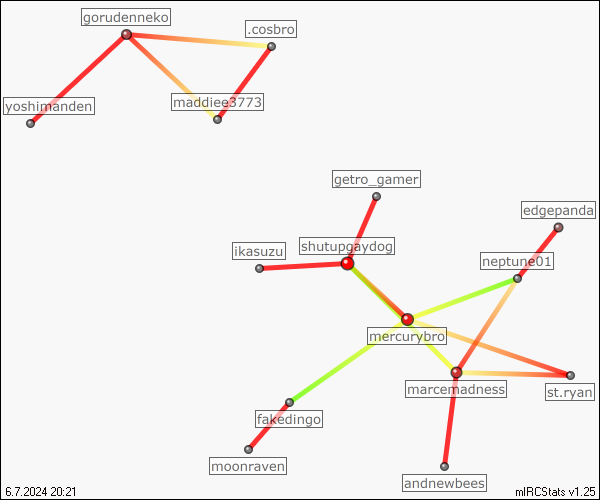 gorudenneko
.cosbro
yoshimanden
maddiee3773
getro_gamer
edgepanda
shutupgaydog
ikasuzu
neptune01
mercurybro
marcemadness
st.ryan
fakedingo
moonraven
andnewbees
6.7.2024 20:21
mIRCStats v1.25